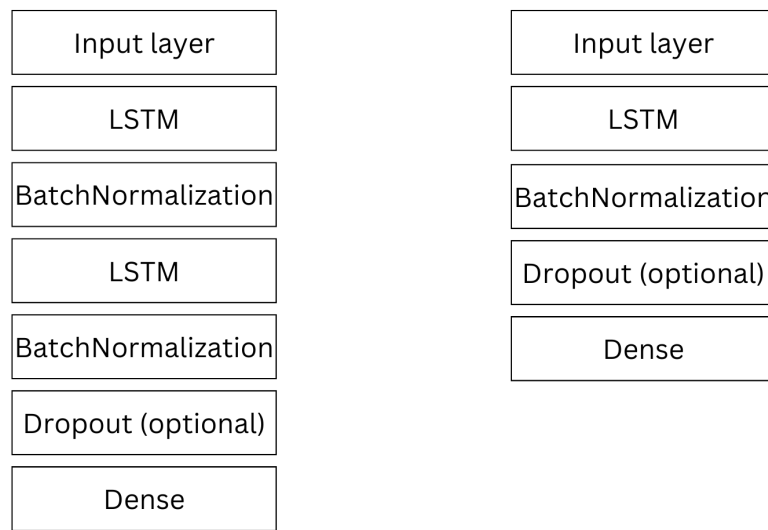 Input layer
LSTM
BatchNormalization
LSTM
BatchNormalization
Dropout (optional)
Dense
Input layer
LSTM
BatchNormalization
Dropout (optional)
Dense